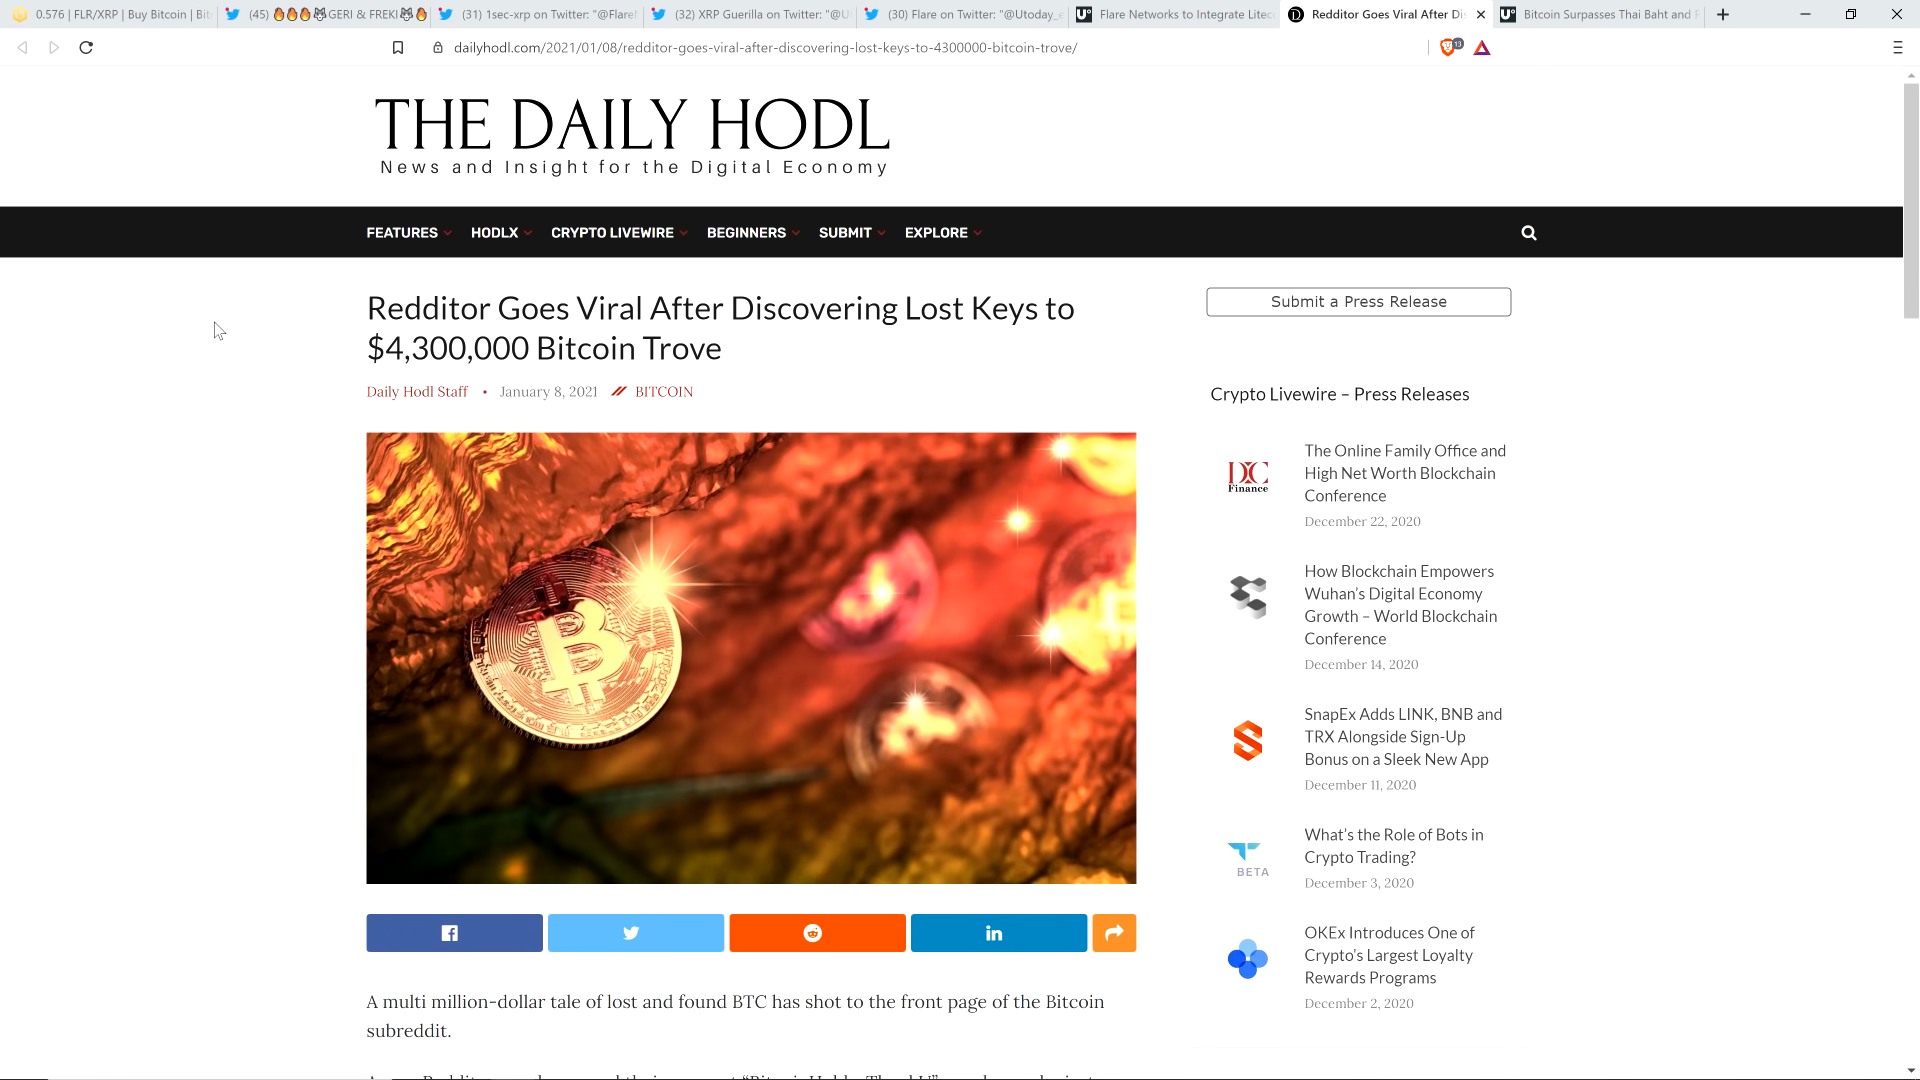 0.576 | FLR/XRP | Buy Bitcoin | Bit
(45) 🔥🔥🔥🐺GERI & FREKI🐺🔥
(31) 1sec-xrp on Twitter: "@Flare
(32) XRP Guerilla on Twitter: "@U
(30) Flare on Twitter: "@Utoday_e
Flare Networks to Integrate Litec
Redditor Goes Viral After Di
Bitcoin Surpasses Thai Baht and
dailyhodl.com/2021/01/08/redditor-goes-viral-after-discovering-lost-keys-to-4300000-bitcoin-trove/
13
THE DAILY HODL
News and Insight for the Digital Economy
FEATURES HODLX CRYPTO LIVEWIRE BEGINNERS SUBMIT EXPLORE
Redditor Goes Viral After Discovering Lost Keys to
$4,300,000 Bitcoin Trove
Daily Hodl Staff • January 8, 2021 BITCOIN
A multi million-dollar tale of lost and found BTC has shot to the front page of the Bitcoin
subreddit.
Submit a Press Release
Crypto Livewire – Press Releases
DC
Finance
The Online Family Office and
High Net Worth Blockchain
Conference
December 22, 2020
How Blockchain Empowers
Wuhan's Digital Economy
Growth – World Blockchain
Conference
December 14, 2020
SnapEx Adds LINK, BNB and
TRX Alongside Sign-Up
Bonus on a Sleek New App
December 11, 2020
BETA
What's the Role of Bots in
Crypto Trading?
December 3, 2020
OKEx Introduces One of
Crypto's Largest Loyalty
Rewards Programs
December 2, 2020